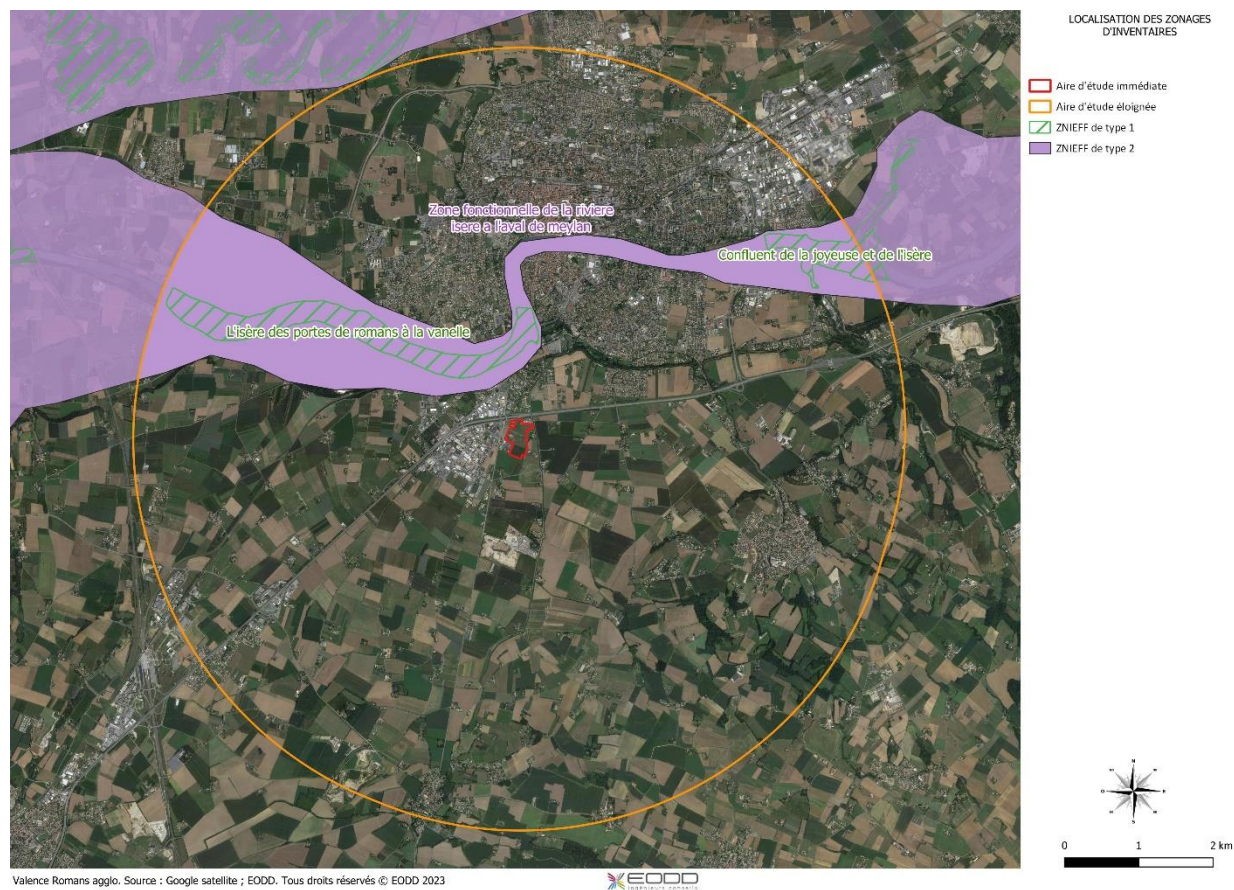 LOCALISATION DES ZONAGES
D'INVENTAIRES
Aire d'étude immédiate
Aire d'étude éloignée
ZNIEFF de type 1
ZNIEFF de type 2
Zone fonctionnelle de la riviere
isere a l'aval de meylan
Confluent de la joyeuse et de l'isère
L'isère des portes de romans à la vanelle
N
E
S
O
0 1 2 km
Valence Romans agglo. Source : Google satellite ; EODD. Tous droits réservés © EODD 2023
EODD
ingénieurs conseils